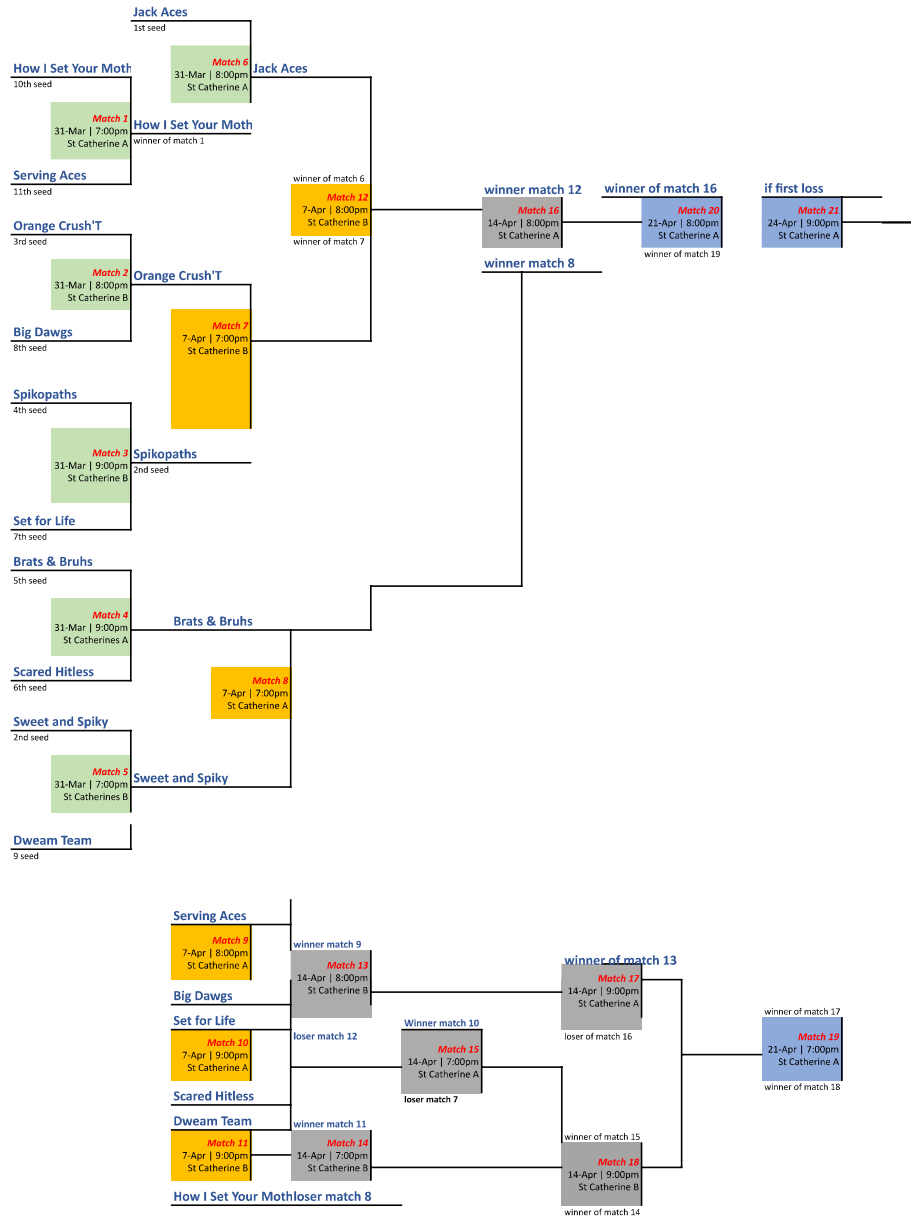 Jack Aces
1st seed
Match 6
31-Mar | 8:00pm
St Catherine A
Jack Aces
How I Set Your Moth
10th seed
Match 1
31-Mar | 7:00pm
St Catherine A
How I Set Your Moth
winner of match 1
Serving Aces
11th seed
winner of match 6
Match 12
7-Apr | 8:00pm
St Catherine B
winner of match 7
winner match 12
Match 16
14-Apr | 8:00pm
St Catherine A
winner of match 16
Match 20
21-Apr | 8:00pm
St Catherine A
winner of match 19
if first loss
Match 21
24-Apr | 9:00pm
St Catherine A
winner match 8
Orange Crush'T
3rd seed
Match 2
31-Mar | 8:00pm
St Catherine B
Orange Crush'T
Big Dawgs
8th seed
Match 7
7-Apr | 7:00pm
St Catherine B
Spikopaths
4th seed
Match 3
31-Mar | 9:00pm
St Catherine B
Spikopaths
2nd seed
Set for Life
7th seed
Brats & Bruhs
5th seed
Match 4
31-Mar | 9:00pm
St Catherines A
Brats & Bruhs
Scared Hitless
6th seed
Match 8
7-Apr | 7:00pm
St Catherine A
Sweet and Spiky
2nd seed
Match 5
31-Mar | 7:00pm
St Catherines B
Sweet and Spiky
Dweam Team
9 seed
Serving Aces
Match 9
7-Apr | 8:00pm
St Catherine A
Big Dawgs
winner match 9
Match 13
14-Apr | 8:00pm
St Catherine B
loser match 12
winner of match 13
Match 17
14-Apr | 9:00pm
St Catherine A
loser of match 16
Set for Life
Match 10
7-Apr | 9:00pm
St Catherine A
Scared Hitless
Winner match 10
Match 15
14-Apr | 7:00pm
St Catherine A
loser match 7
winner of match 17
Match 19
21-Apr | 7:00pm
St Catherine A
winner of match 18
Dweam Team
Match 11
7-Apr | 9:00pm
St Catherine B
winner match 11
Match 14
14-Apr | 7:00pm
St Catherine B
How I Set Your Mothloser match 8
winner of match 15
Match 18
14-Apr | 9:00pm
St Catherine B
winner of match 14